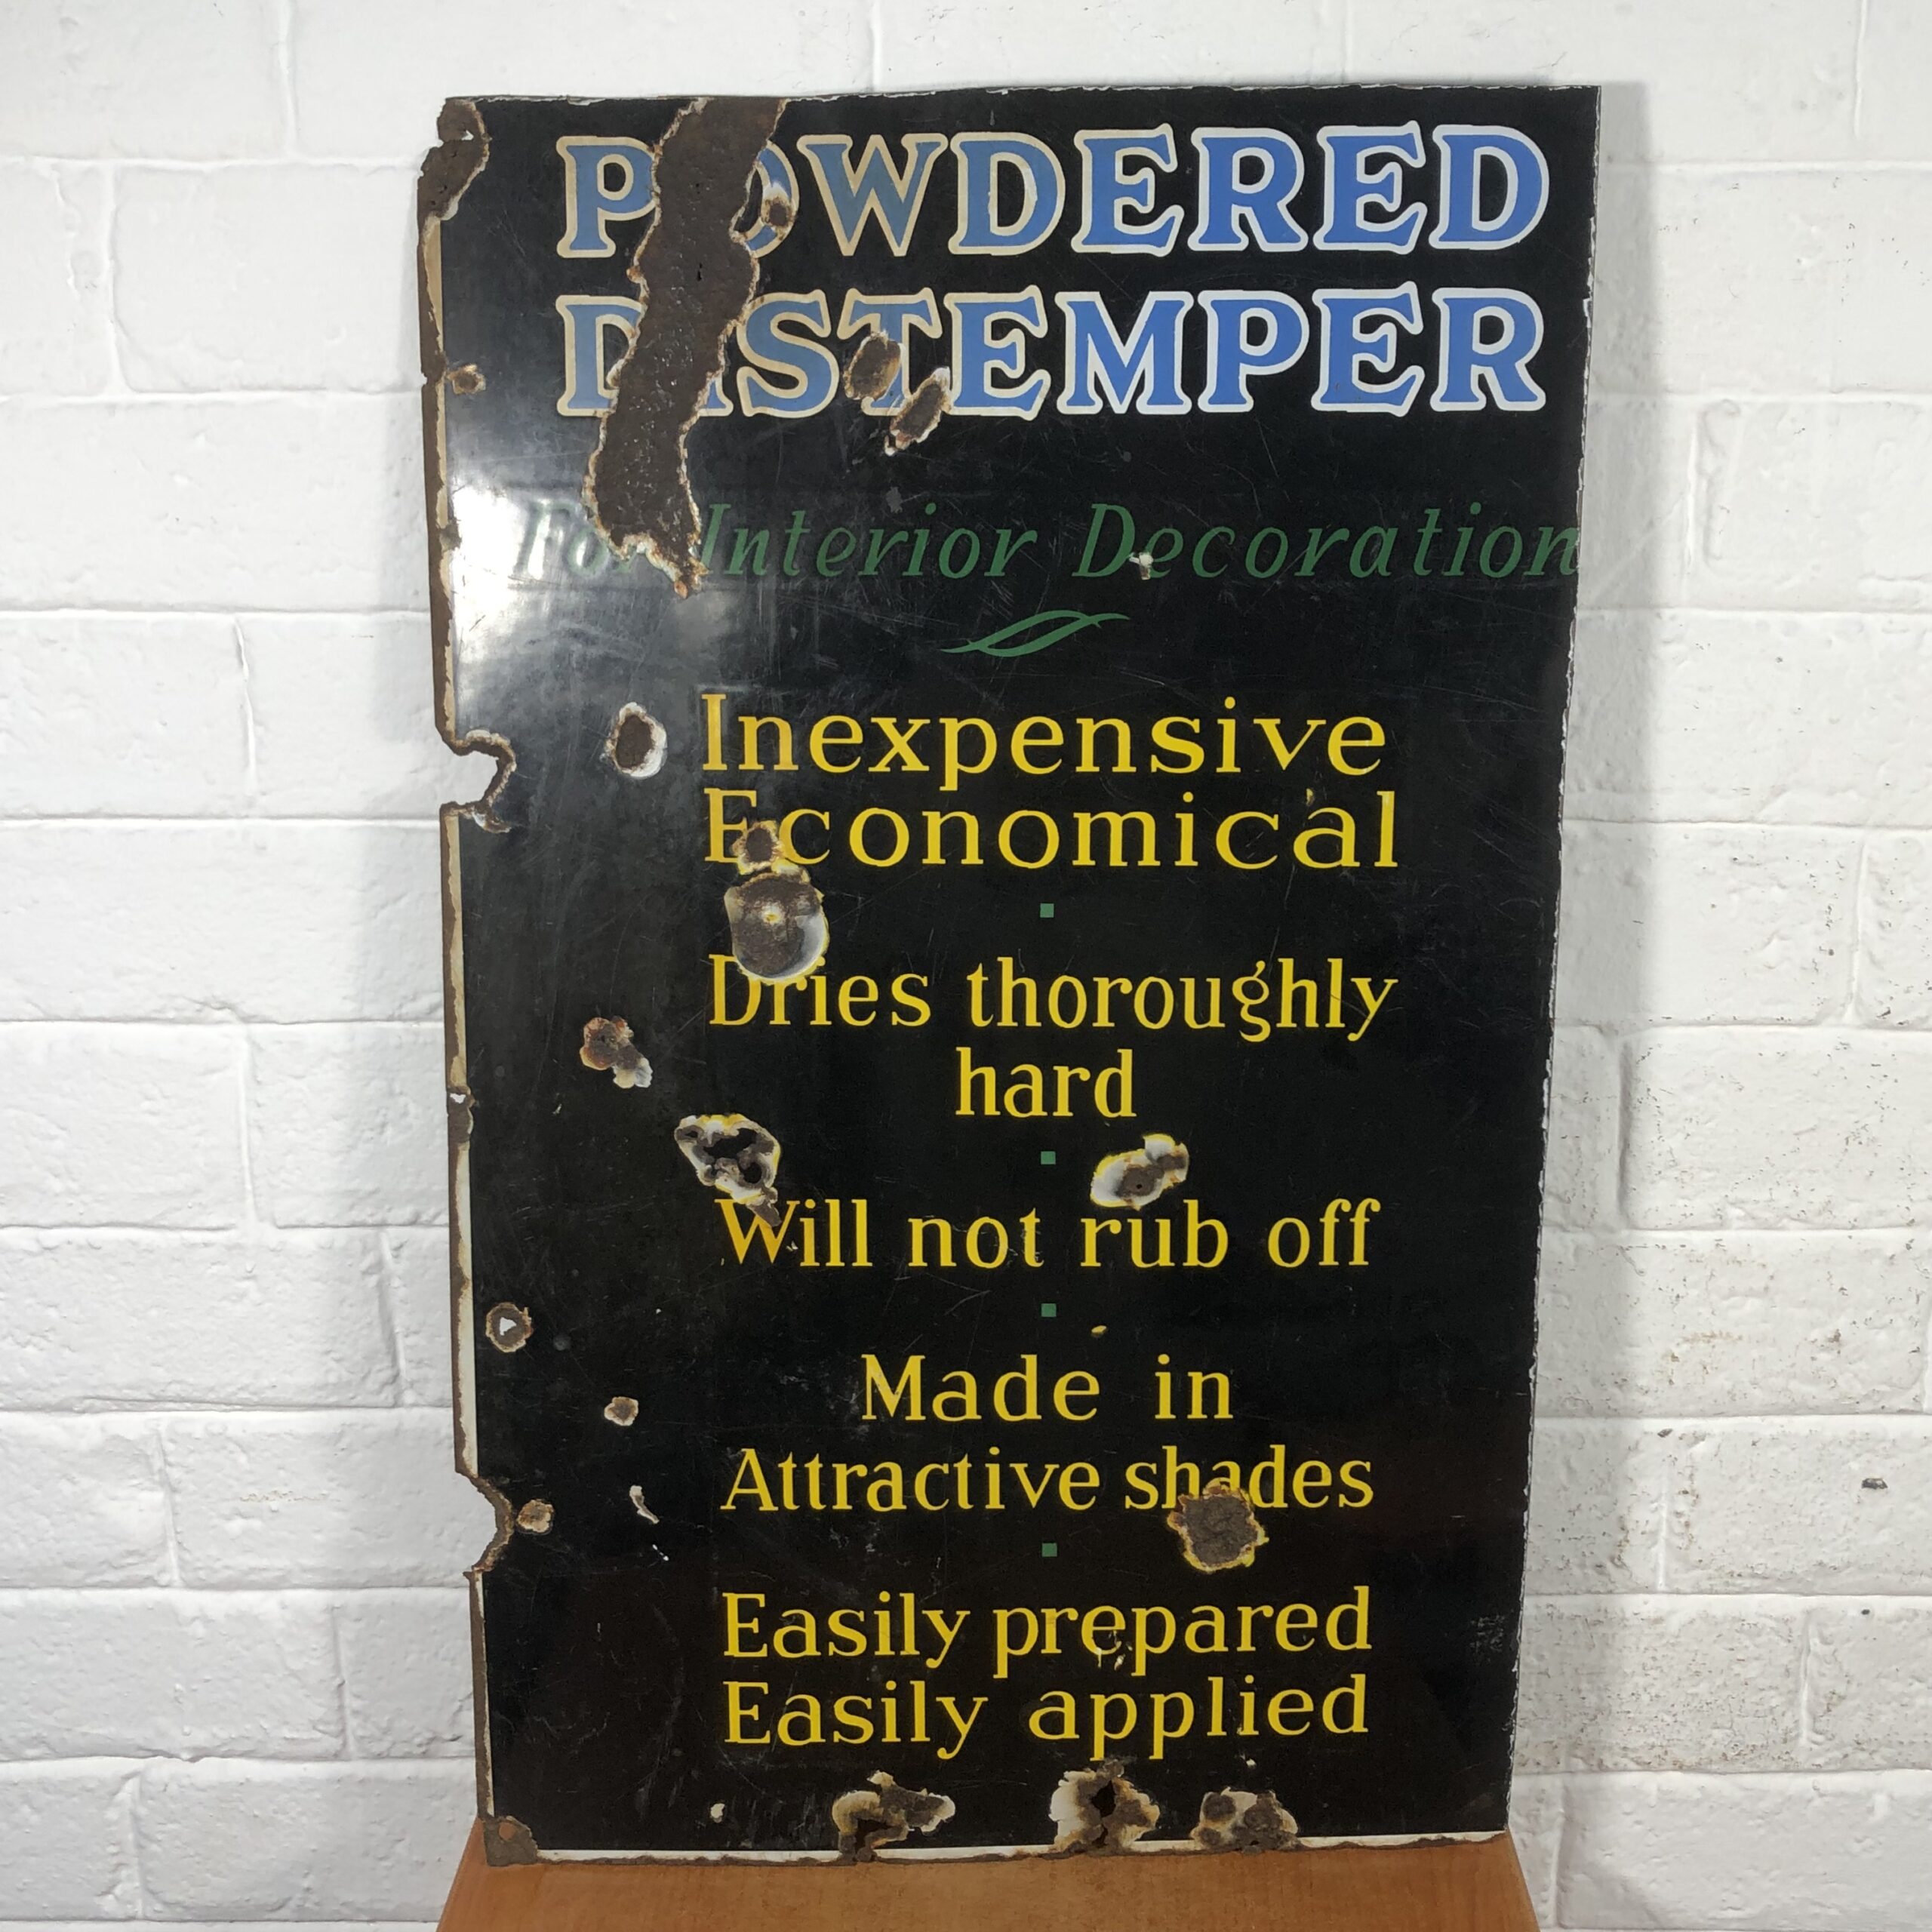 POWDERED
DISTEMPER
For Interior Decoration
Inexpensive
Economical
Dries thoroughly
hard
Will not rub off
Made in
Attractive shades
Easily prepared
Easily applied